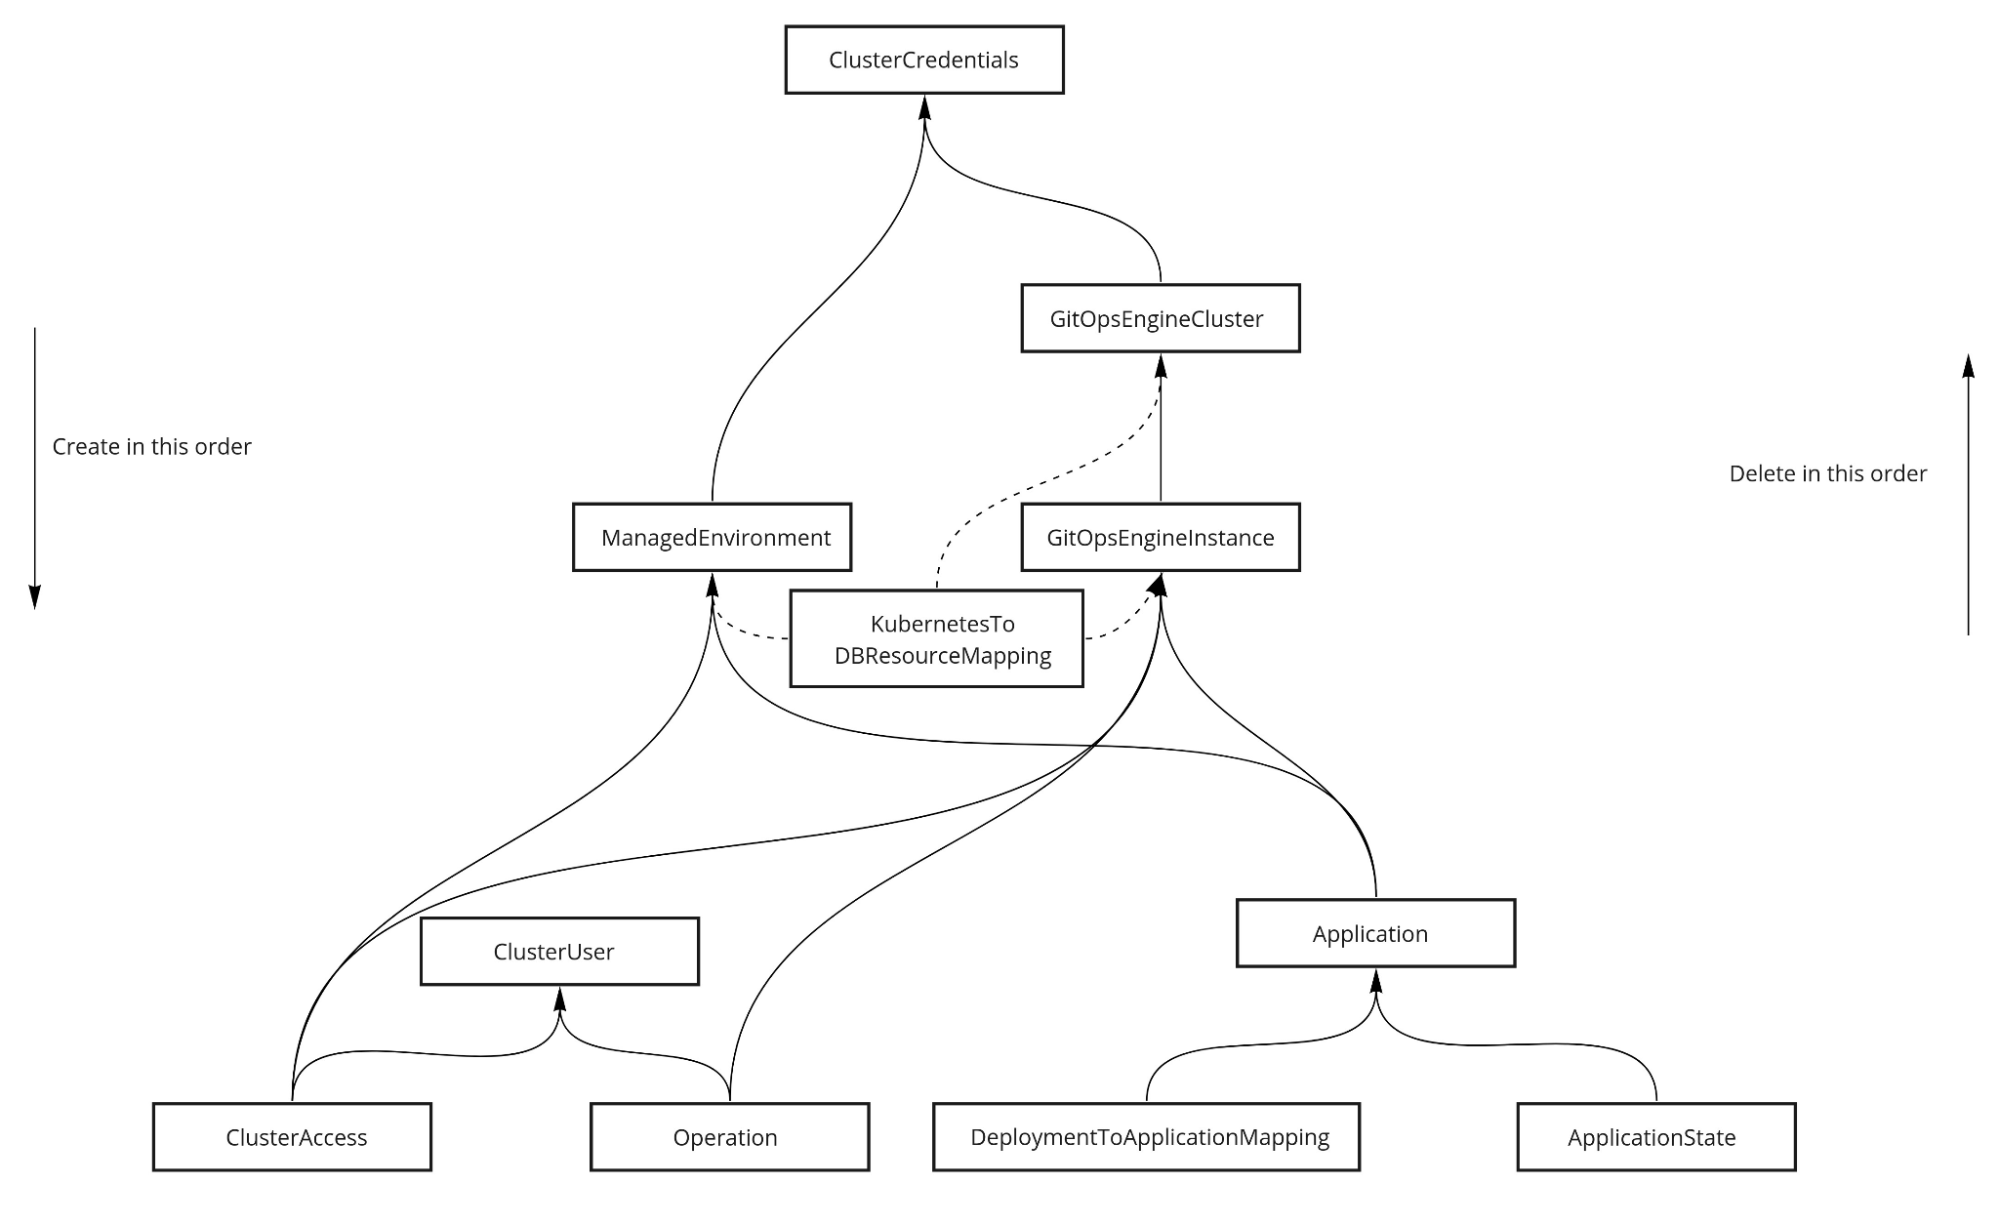 ClusterCredentials
GitOpsEngineCluster
Create in this order
Delete in this order
ManagedEnvironment
GitOpsEngineInstance
KubernetesTo
DBResourceMapping
Application
ClusterUser
ClusterAccess
Operation
DeploymentToApplicationMapping
ApplicationState